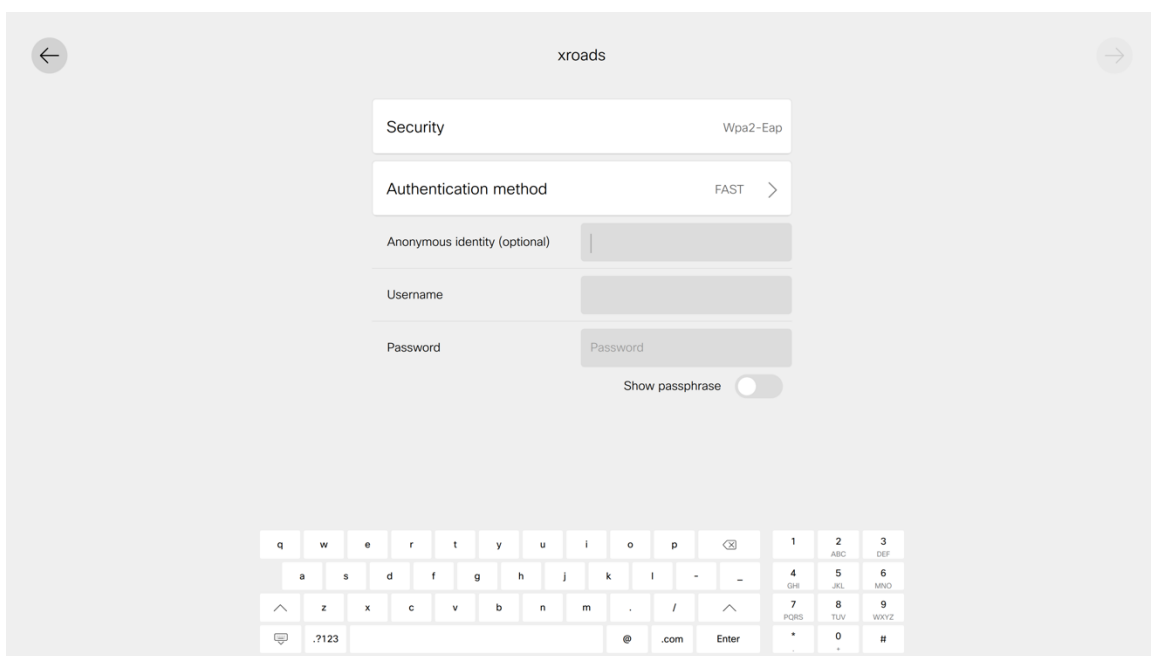 xroads
Security Wpa2-Eap
Authentication method FAST
Anonymous identity (optional)
Username
Password Password
Show passphrase
q w e r t y u i o p 1 2 3
ABC DEF
a s d f g h j k l - _ 4 5 6
GHI JKL MNO
z x c v b n m . / 7 8 9
PQRS TUV WXYZ
.?123 @ .com Enter * 0 #
, +